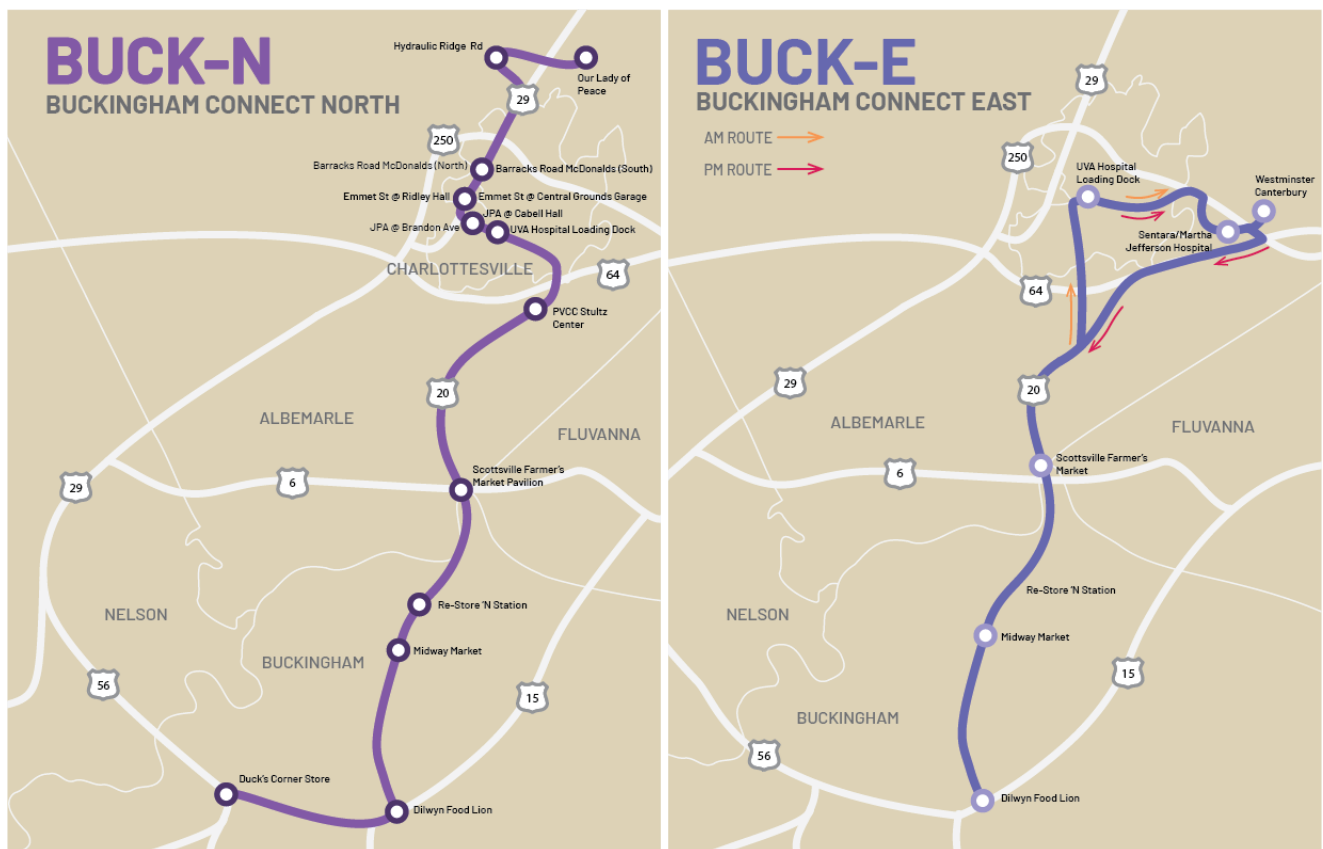 BUCK-N
BUCKINGHAM CONNECT NORTH
Hydraulic Ridge Rd
Our Lady of
Peace
29
250
Barracks Road McDonalds (North)
Barracks Road McDonalds (South)
Emmet St @ Ridley Hall
Emmet St @ Central Grounds Garage
JPA @ Cabell Hall
JPA @ Brandon Ave
UVA Hospital Loading Dock
CHARLOTTESVILLE
64
PVCC Stultz
Center
20
ALBEMARLE
FLUVANNA
Scottsville Farmer's
Market Pavilion
29
6
Re-Store 'N Station
NELSON
Midway Market
BUCKINGHAM
56
15
Duck's Corner Store
Dilwyn Food Lion
BUCK-E
BUCKINGHAM CONNECT EAST
AM ROUTE
PM ROUTE
29
250
UVA Hospital
Loading Dock
Westminster
Canterbury
Sentara/Martha
Jefferson Hospital
64
29
20
ALBEMARLE
FLUVANNA
Scottsville Farmer's
Market
6
Re-Store 'N Station
NELSON
Midway Market
15
BUCKINGHAM
56
Dilwyn Food Lion